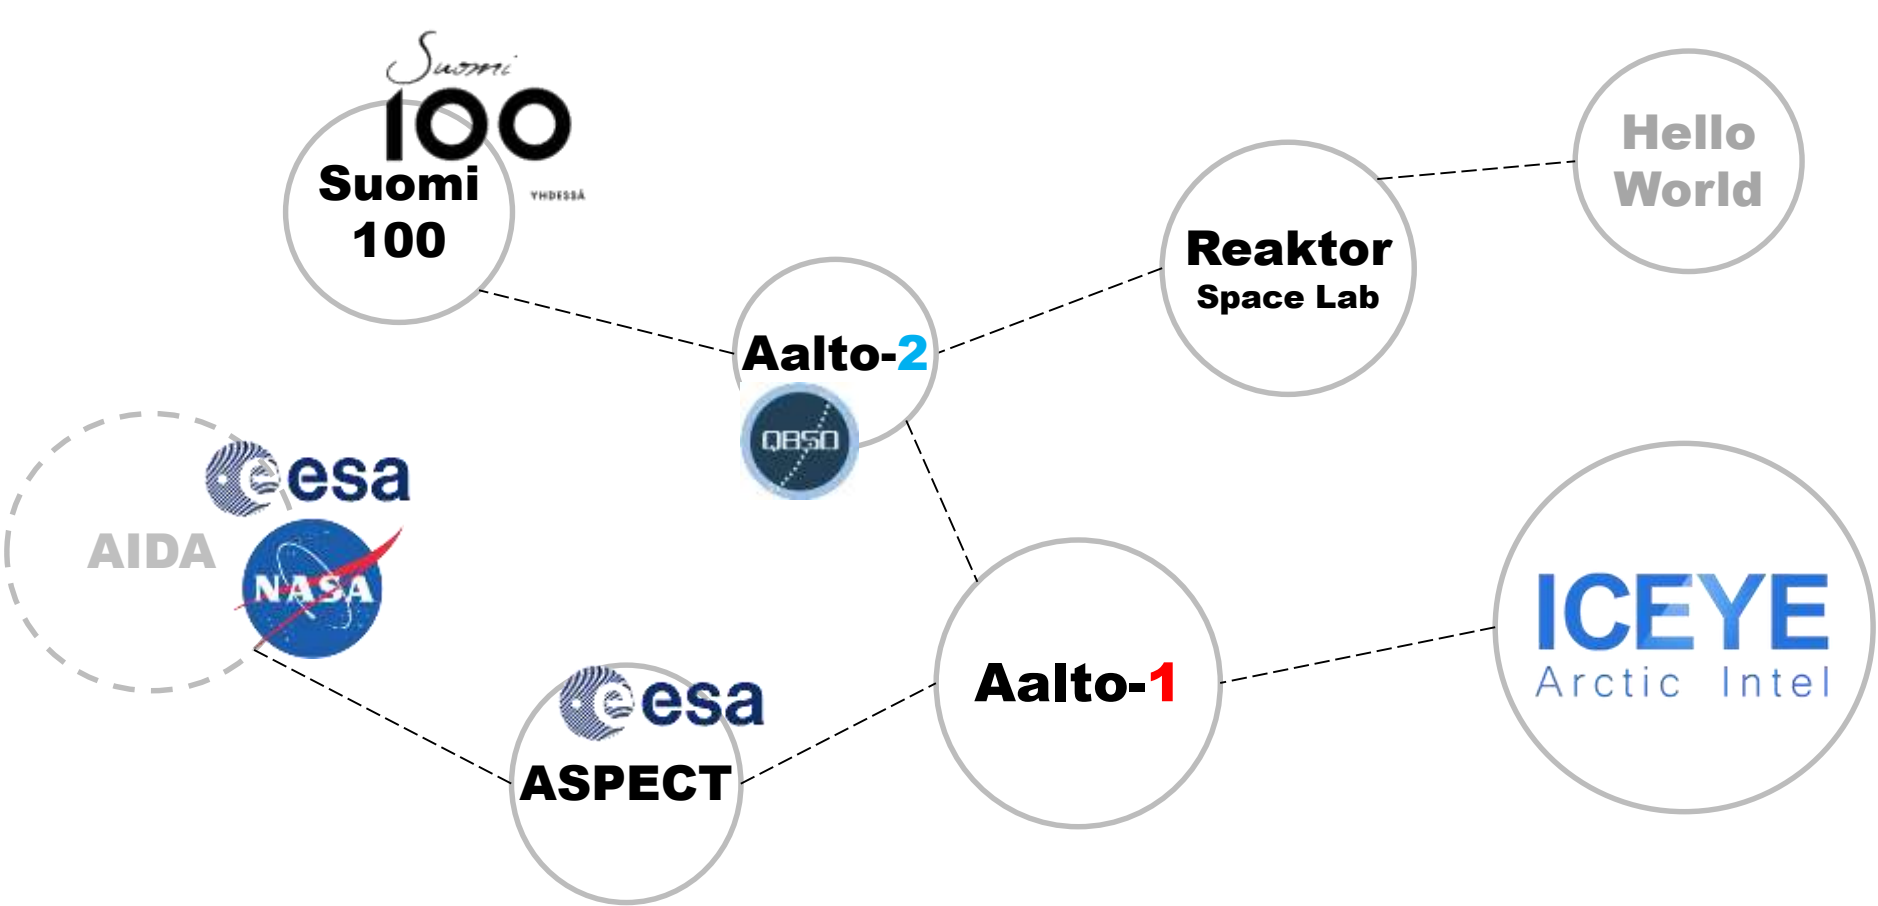 Suomi
100
YHDESSÄ
Suomi
100
Hello
World
Reaktor
Space Lab
Aalto-2
QB50
esa
AIDA
NASA
ICEYE
Arctic Intel
Aalto-1
esa
ASPECT